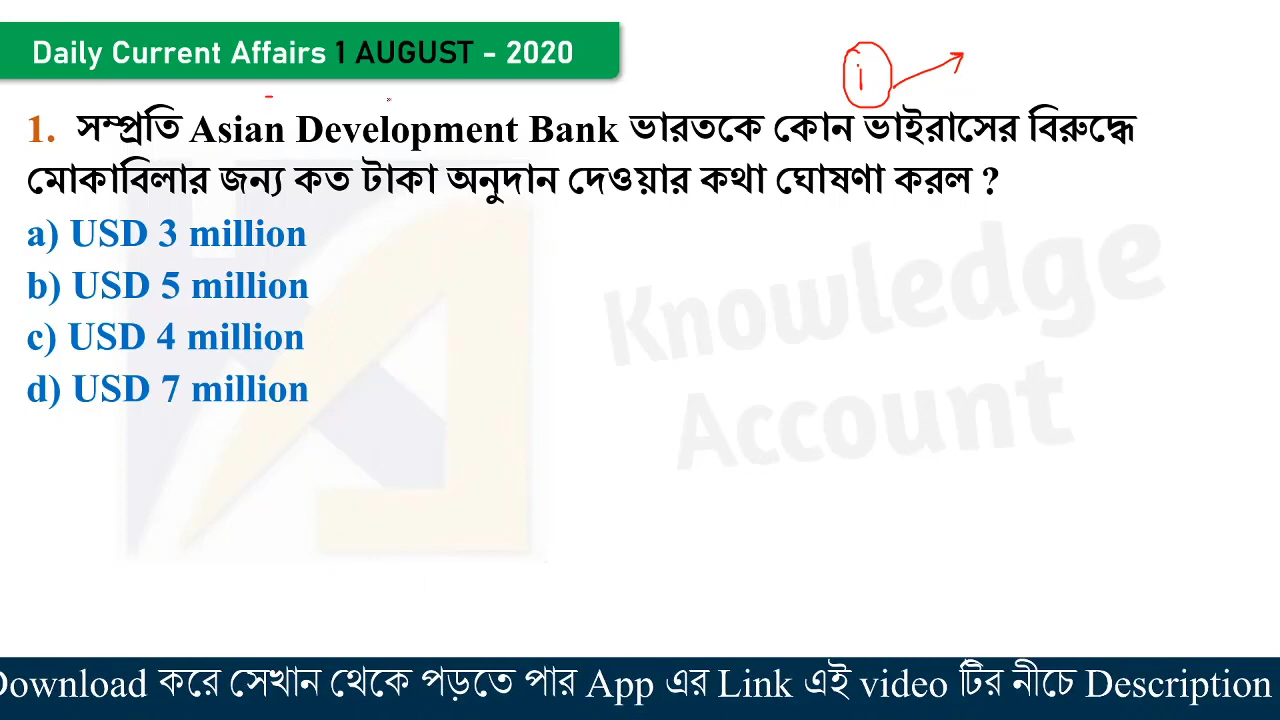 Daily Current Affairs 1 AUGUST - 2020
i
1. সম্প্রতি Asian Development Bank ভারতকে কোন ভাইরাসের বিরুদ্ধে
মোকাবিলার জন্য কত টাকা অনুদান দেওয়ার কথা ঘোষণা করল ?
a) USD 3 million
b) USD 5 million
c) USD 4 million
d) USD 7 million
Knowledge
Account
Download করে সেখান থেকে পড়তে পার App এর Link এই video টির নীচে Description